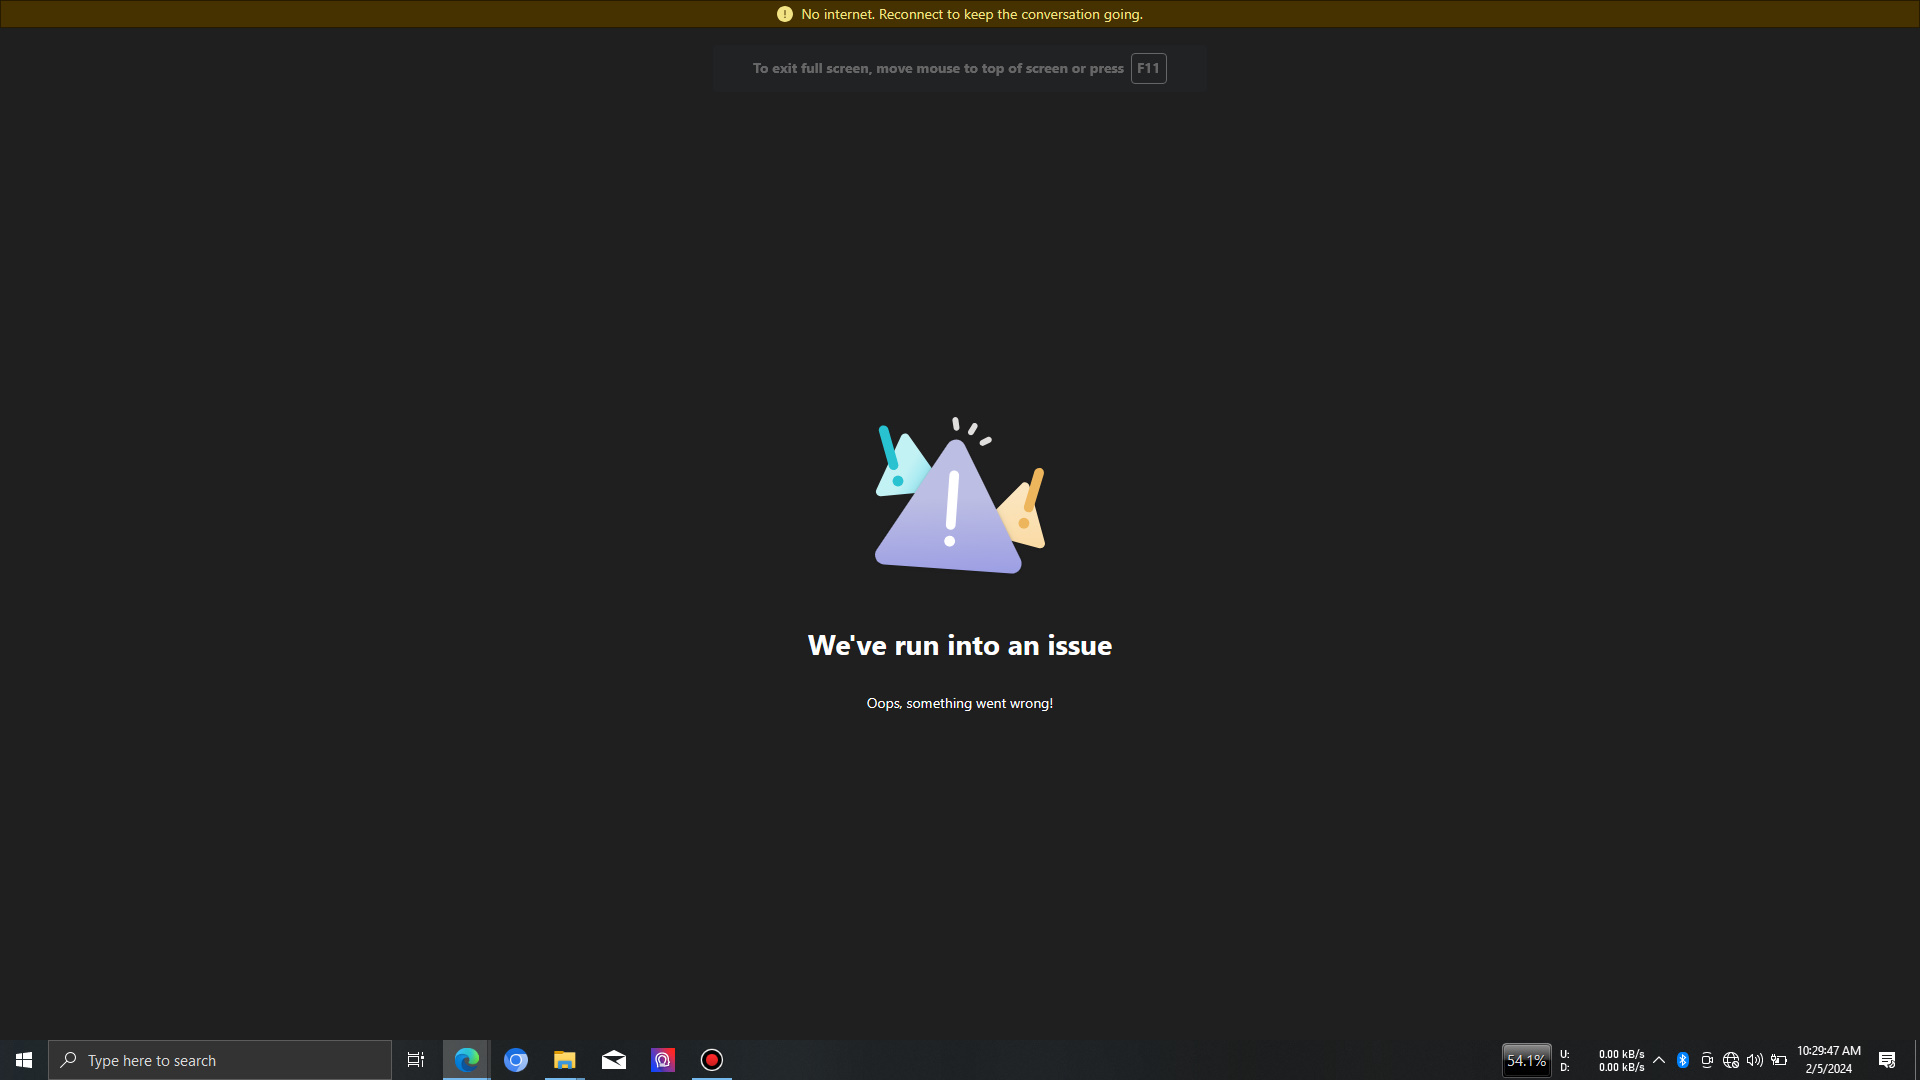 No internet. Reconnect to keep the conversation going.
To exit full screen, move mouse to top of screen or press F11
We've run into an issue
Oops, something went wrong!
Type here to search
54.1%
U: 0.00 kB/s
D: 0.00 kB/s
10:29:47 AM
2/5/2024